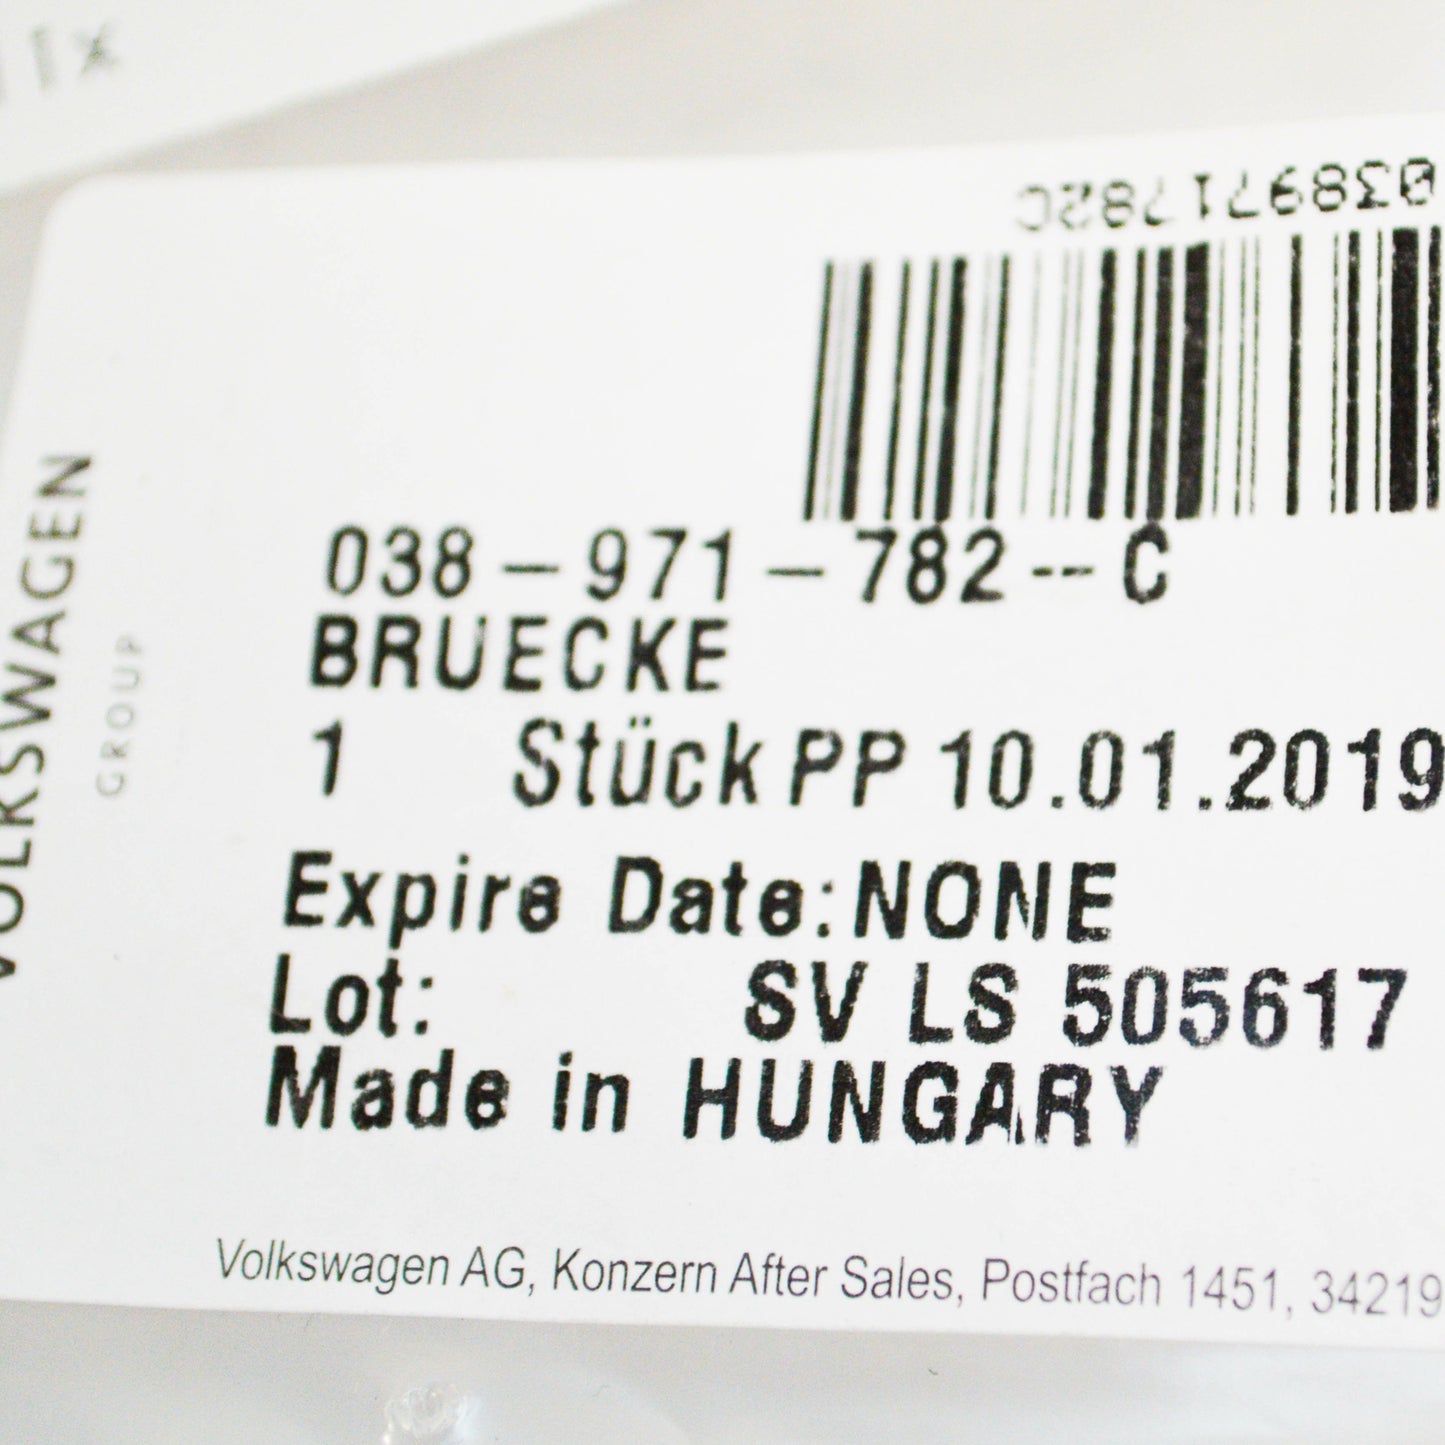 038971782C
038-971-782--C
BRUECKE
1 Stück PP 10.01.2019
Expire Date: NONE
Lot: SV LS 505617
Made in HUNGARY
Volkswagen AG, Konzern After Sales, Postfach 1451, 34219
VOLKSWAGEN
GROUP